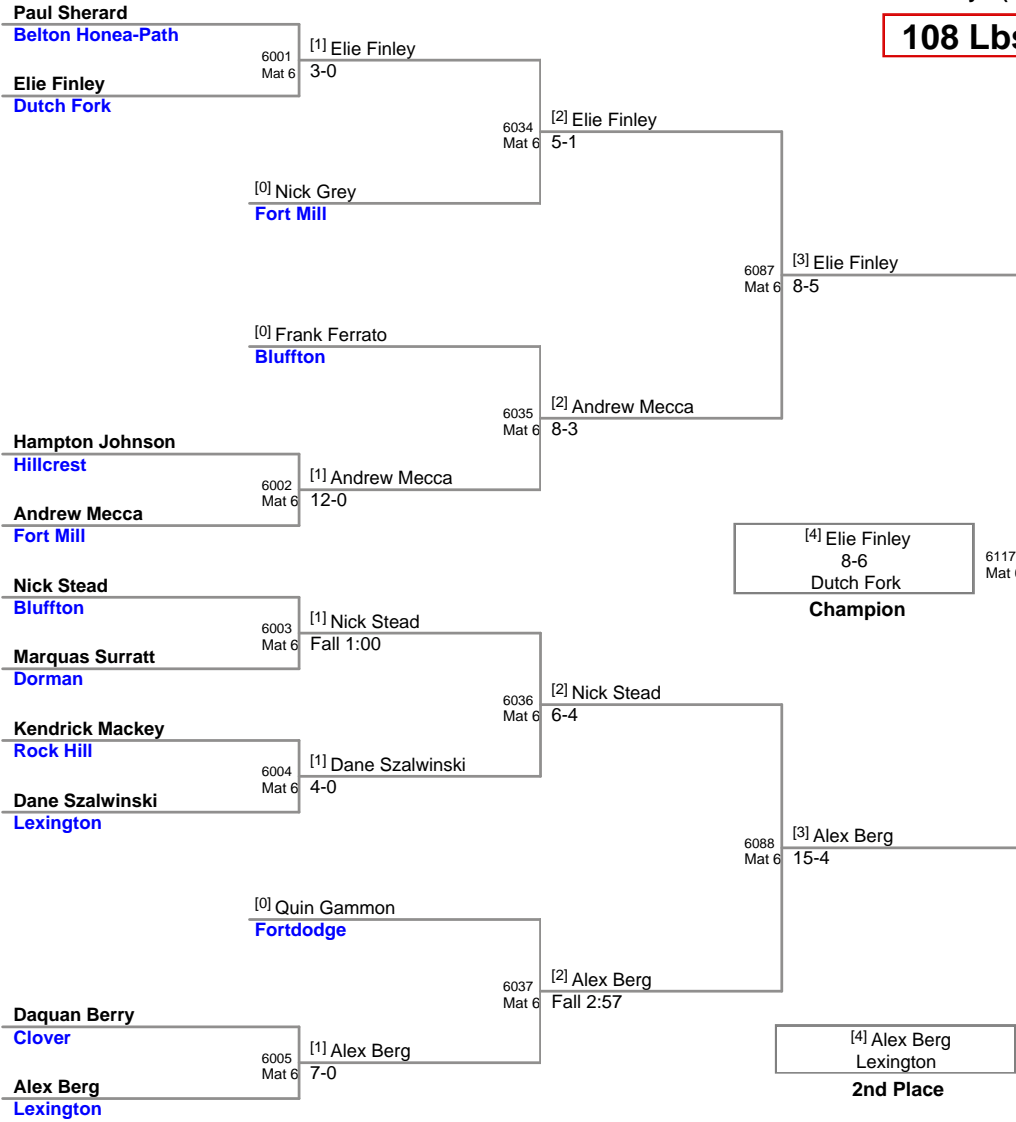 Paul Sherard
Belton Honea-Path
108 Lbs
6001
Mat 6
[1] Elie Finley
3-0
Elie Finley
Dutch Fork
6034
Mat 6
[2] Elie Finley
5-1
[0] Nick Grey
Fort Mill
6087
Mat 6
[3] Elie Finley
8-5
[0] Frank Ferrato
Bluffton
6035
Mat 6
[2] Andrew Mecca
8-3
Hampton Johnson
Hillcrest
6002
Mat 6
[1] Andrew Mecca
12-0
Andrew Mecca
Fort Mill
[4] Elie Finley
8-6
Dutch Fork
Champion
6117
Mat 6
Nick Stead
Bluffton
6003
Mat 6
[1] Nick Stead
Fall 1:00
Marquas Surratt
Dorman
6036
Mat 6
[2] Nick Stead
6-4
Kendrick Mackey
Rock Hill
6004
Mat 6
[1] Dane Szalwinski
4-0
Dane Szalwinski
Lexington
6088
Mat 6
[3] Alex Berg
15-4
[0] Quin Gammon
Fortdodge
6037
Mat 6
[2] Alex Berg
Fall 2:57
Daquan Berry
Clover
6005
Mat 6
[1] Alex Berg
7-0
Alex Berg
Lexington
[4] Alex Berg
Lexington
2nd Place